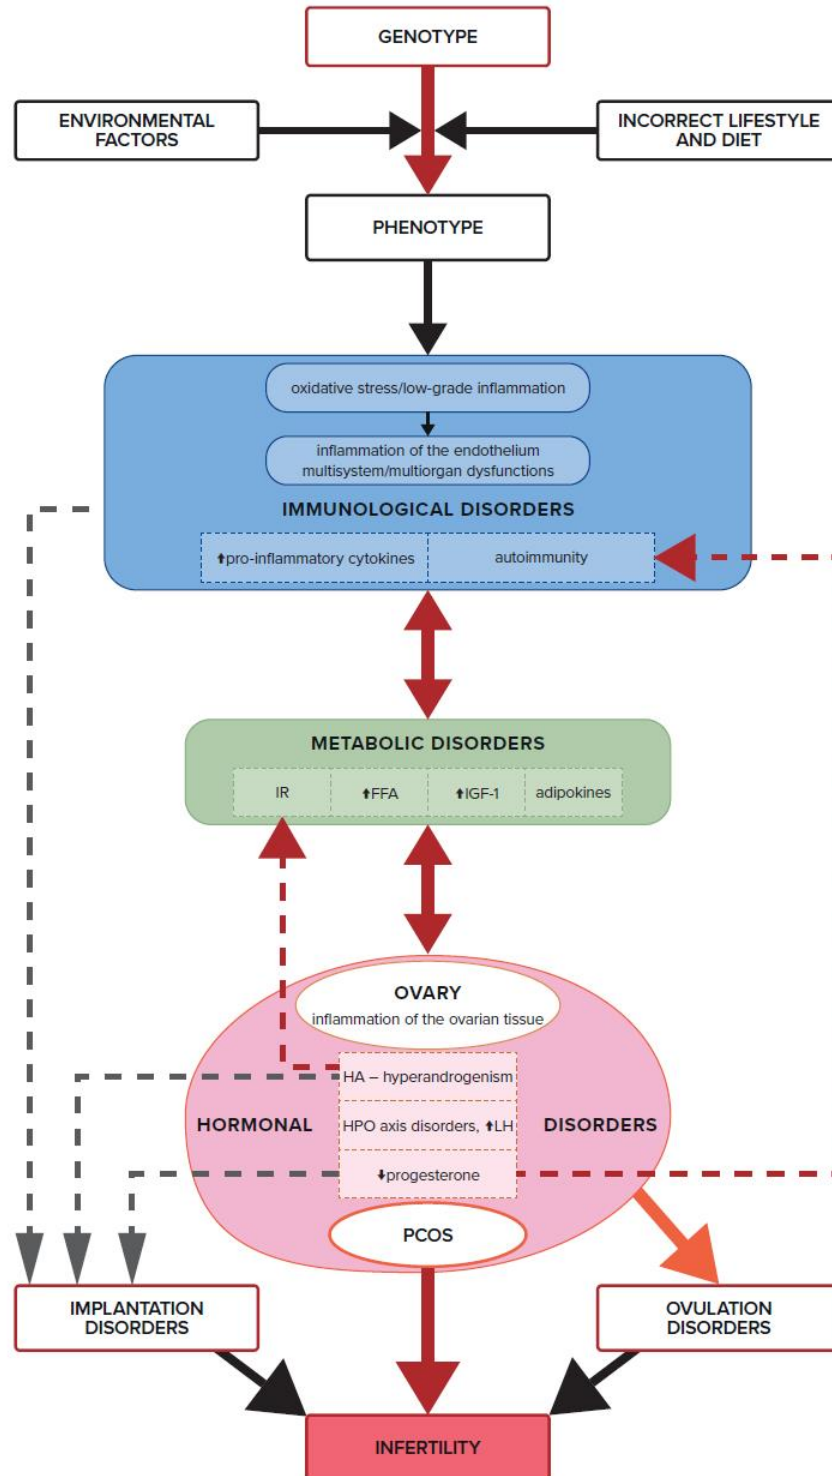 GENOTYPE
ENVIRONMENTAL
FACTORS
INCORRECT LIFESTYLE
AND DIET
PHENOTYPE
oxidative stress/low-grade inflammation
inflammation of the endothelium
multisystem/multiorgan dysfunctions
IMMUNOLOGICAL DISORDERS
⬆pro-inflammatory cytokines
autoimmunity
METABOLIC DISORDERS
IR
⬆FFA
⬆IGF-1
adipokines
OVARY
inflammation of the ovarian tissue
HA – hyperandrogenism
HORMONAL
HPO axis disorders, ⬆LH
DISORDERS
⬇progesterone
PCOS
IMPLANTATION
DISORDERS
OVULATION
DISORDERS
INFERTILITY